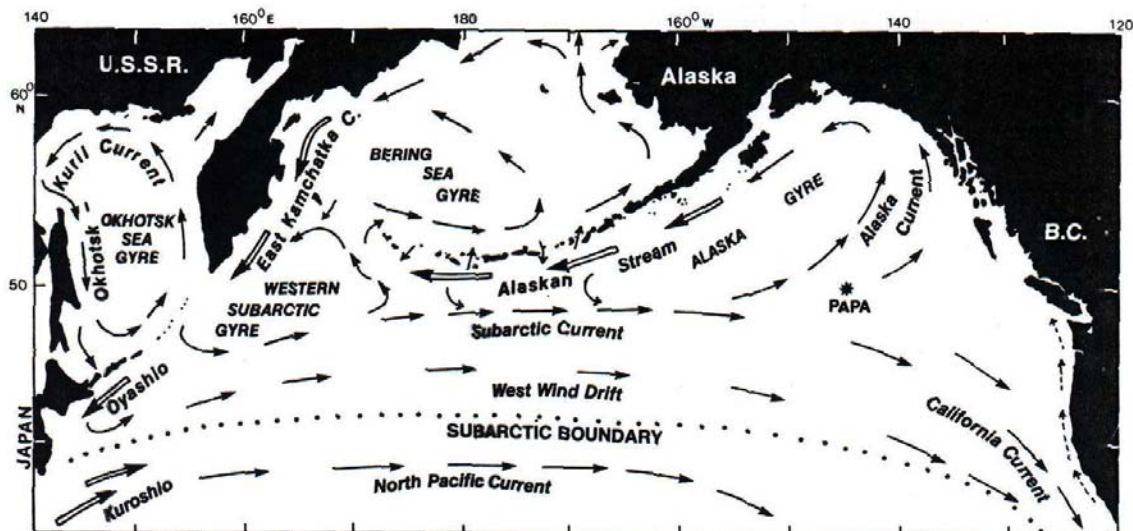 140
160°E
180
160°W
140
120
U.S.S.R.
Alaska
60°
N
Kuril Current
East Kamchatka C.
BERING
SEA
GYRE
GYRE
OKHOTSK
SEA
GYRE
Okhotsk
Alaska
Current
B.C.
Stream
ALASKA
50
WESTERN
SUBARCTIC
GYRE
Alaskan
PAPA
Subarctic Current
Oyashio
West Wind Drift
California Current
JAPAN
SUBARCTIC BOUNDARY
Kuroshio
North Pacific Current